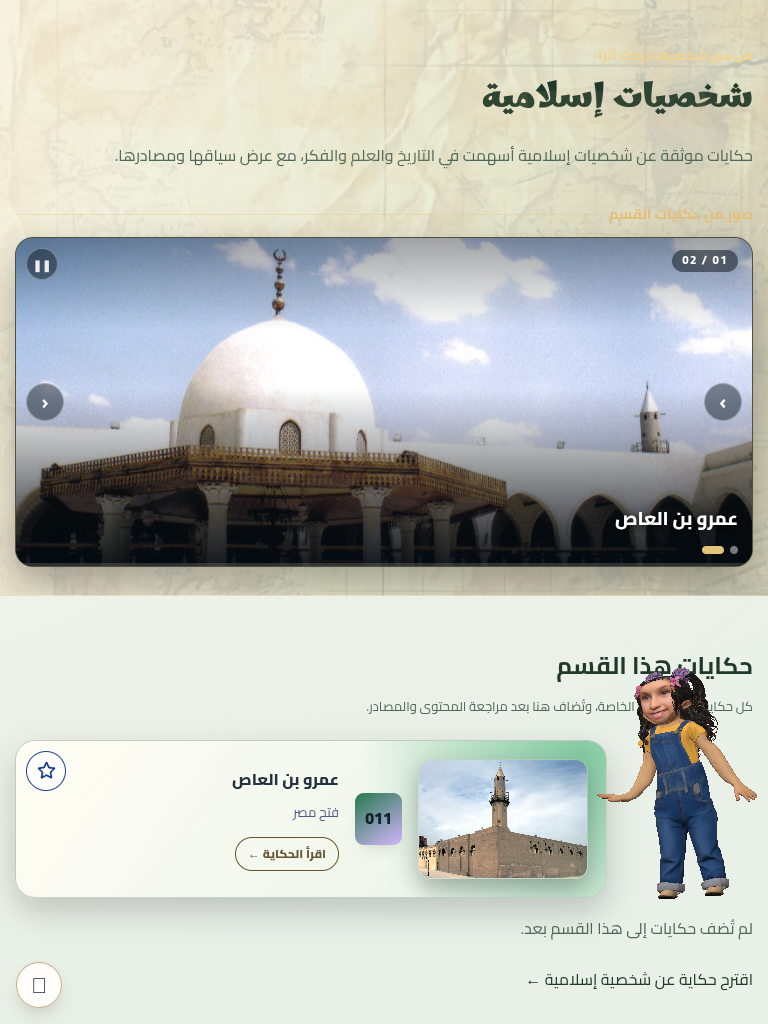 شخصيات إسلامية
حكايات موثقة عن شخصيات إسلامية أسهمت في التاريخ والعلم والفكر، مع عرض سياقها ومصادرها.
صور من حكايات القسم
02 / 01
عمرو بن العاص
حكايات هذا القسم
كل حكاية الخاصة، وتُضاف هنا بعد مراجعة المحتوى والمصادر.
011
عمرو بن العاص
فتح مصر
اقرأ الحكاية ←
لم تُضف حكايات إلى هذا القسم بعد.
اقترح حكاية عن شخصية إسلامية ←